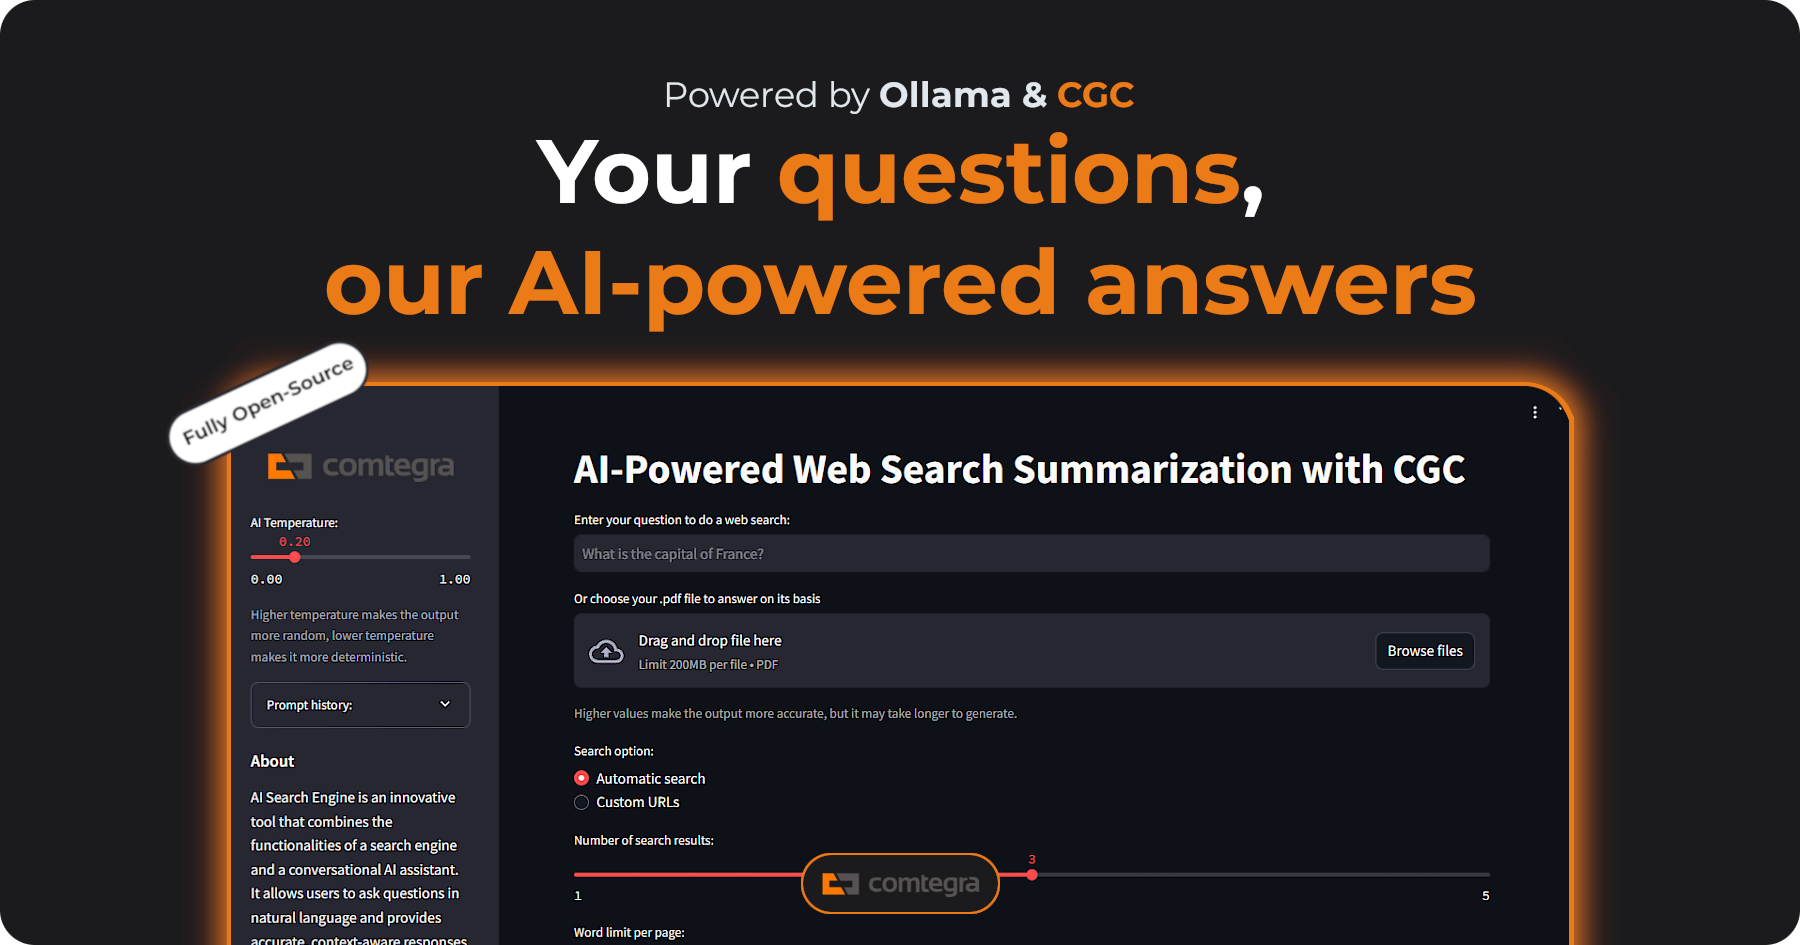 Powered by Ollama & CGC
Your questions,
our AI-powered answers
Fully Open-Source
comtegra
AI Temperature:
0.20
0.00 1.00
Higher temperature makes the output
more random, lower temperature
makes it more deterministic.
Prompt history:
About
AI Search Engine is an innovative
tool that combines the
functionalities of a search engine
and a conversational AI assistant.
It allows users to ask questions in
natural language and provides
accurate, context-aware responses
AI-Powered Web Search Summarization with CGC
Enter your question to do a web search:
What is the capital of France?
Or choose your .pdf file to answer on its basis
Drag and drop file here
Limit 200MB per file • PDF
Browse files
Higher values make the output more accurate, but it may take longer to generate.
Search option:
Automatic search
Custom URLs
Number of search results:
3
1 5
comtegra
Word limit per page: